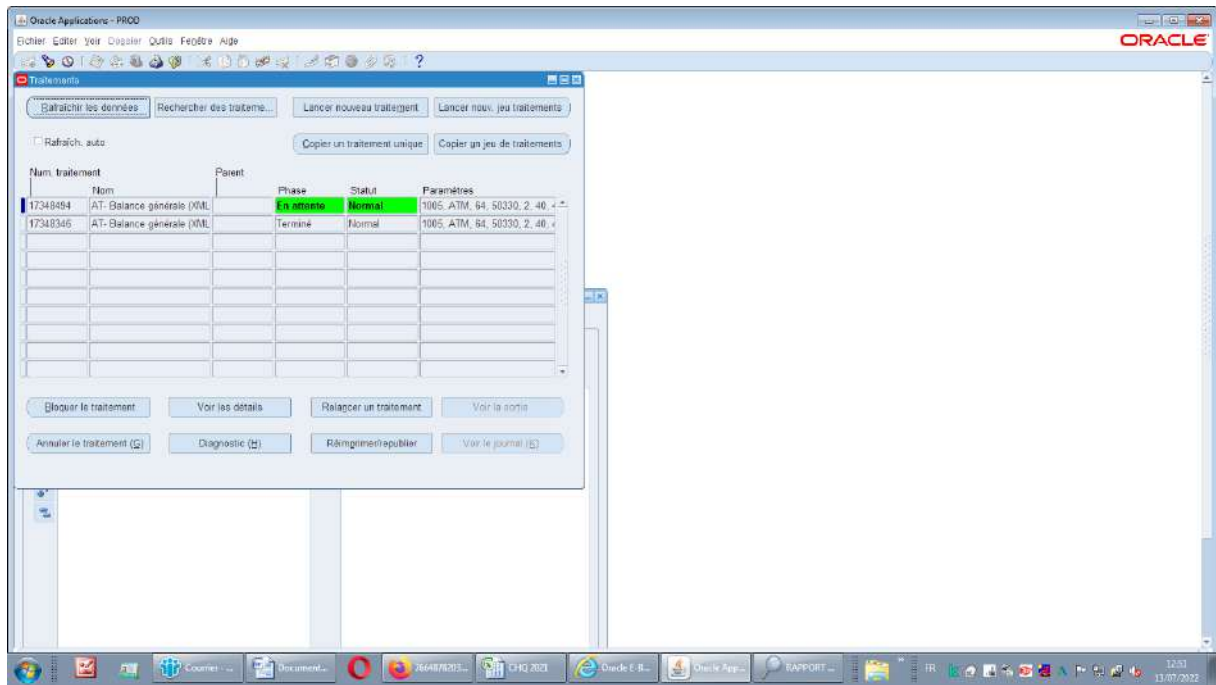 Oracle Applications - PROD
Fichier Editer Voir Dossier Outils Fenêtre Aide
ORACLE
Traitements
Rafraîchir les données Rechercher des traiteme... Lancer nouveau traitement Lancer nouv. jeu traitements
Rafraîch. auto Copier un traitement unique Copier un jeu de traitements
Num. traitement Parent
Nom Phase Statut Paramètres
17348494 AT- Balance générale (XML En attente Normal 1005, ATM, 64, 50330, 2, 40, 4
17348346 AT- Balance générale (XML Terminé Normal 1005, ATM, 64, 50330, 2, 40,
Bloquer le traitement Voir les détails Relancer un traitement Voir la sortie
Annuler le traitement (G) Diagnostic (H) Réimprimer/republier Voir le journal (K)
Courrier - ... Document... 7664878203... CHQ 2021 Oracle E-B... Oracle App... RAPPORT ... FR 12:51
13/07/2022